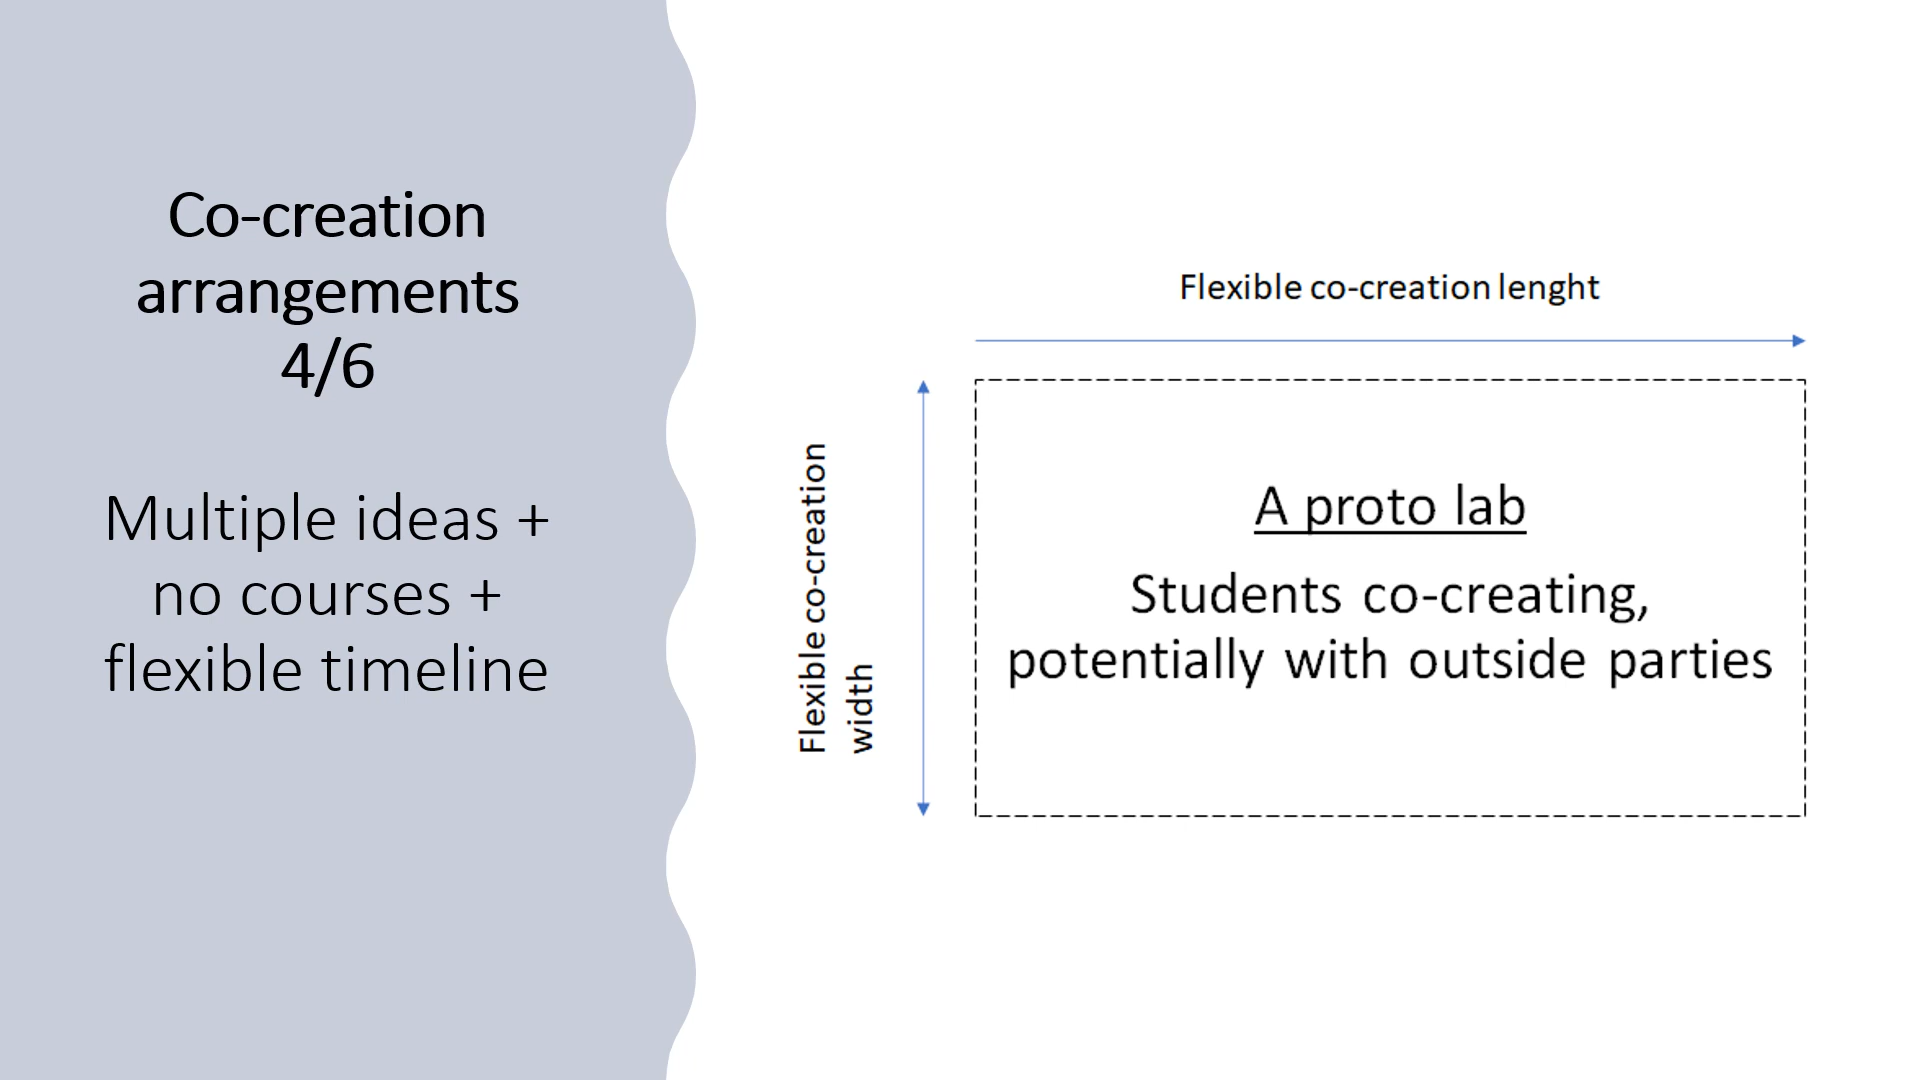 Co-creation
arrangements
4/6
Multiple ideas +
no courses +
flexible timeline
Flexible co-creation lenght
Flexible co-creation
width
A proto lab
Students co-creating,
potentially with outside parties